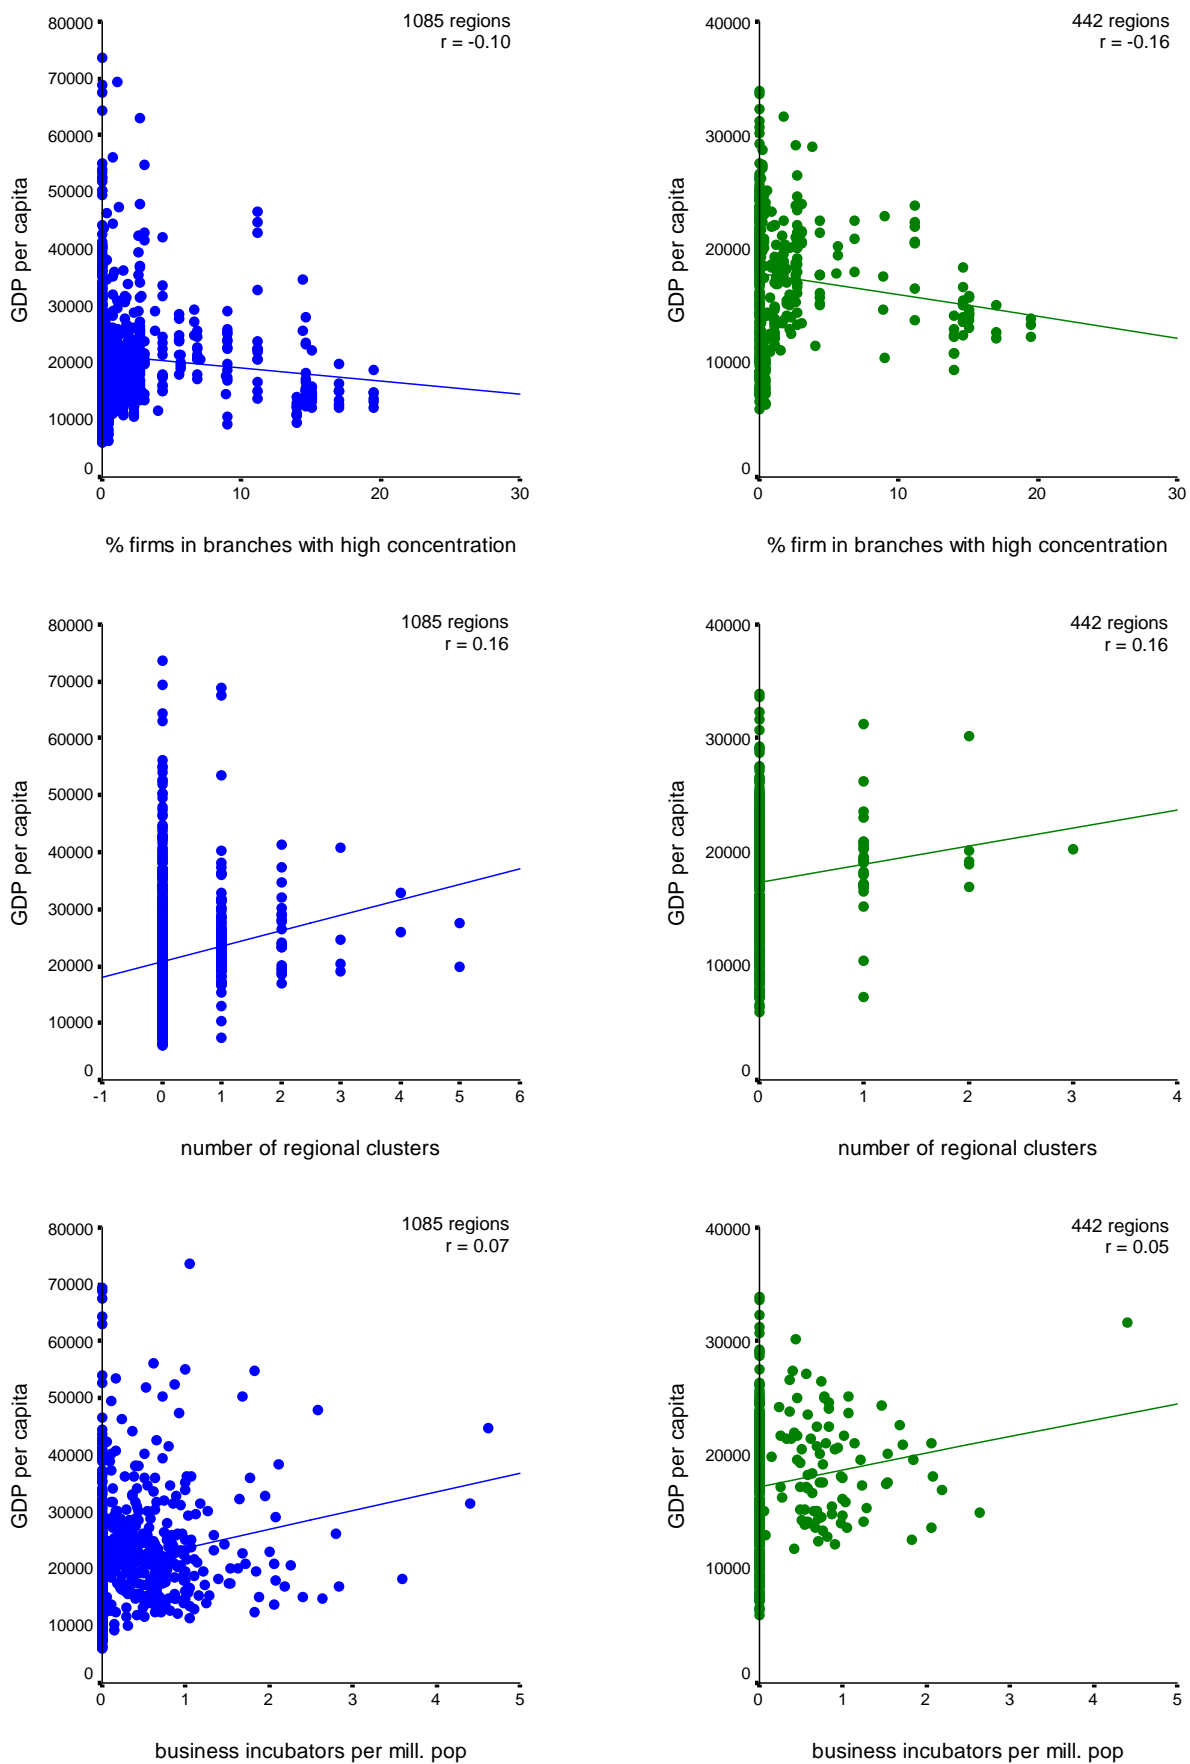 1085 regions
r = -0.10
80000
70000
60000
50000
40000
30000
20000
10000
0
0 10 20 30
GDP per capita
% firms in branches with high concentration
442 regions
r = -0.16
40000
30000
20000
10000
0
0 10 20 30
GDP per capita
% firm in branches with high concentration
1085 regions
r = 0.16
80000
70000
60000
50000
40000
30000
20000
10000
0
-1 0 1 2 3 4 5 6
GDP per capita
number of regional clusters
442 regions
r = 0.16
40000
30000
20000
10000
0
0 1 2 3 4
GDP per capita
number of regional clusters
1085 regions
r = 0.07
80000
70000
60000
50000
40000
30000
20000
10000
0
0 1 2 3 4 5
GDP per capita
business incubators per mill. pop
442 regions
r = 0.05
40000
30000
20000
10000
0
0 1 2 3 4 5
GDP per capita
business incubators per mill. pop